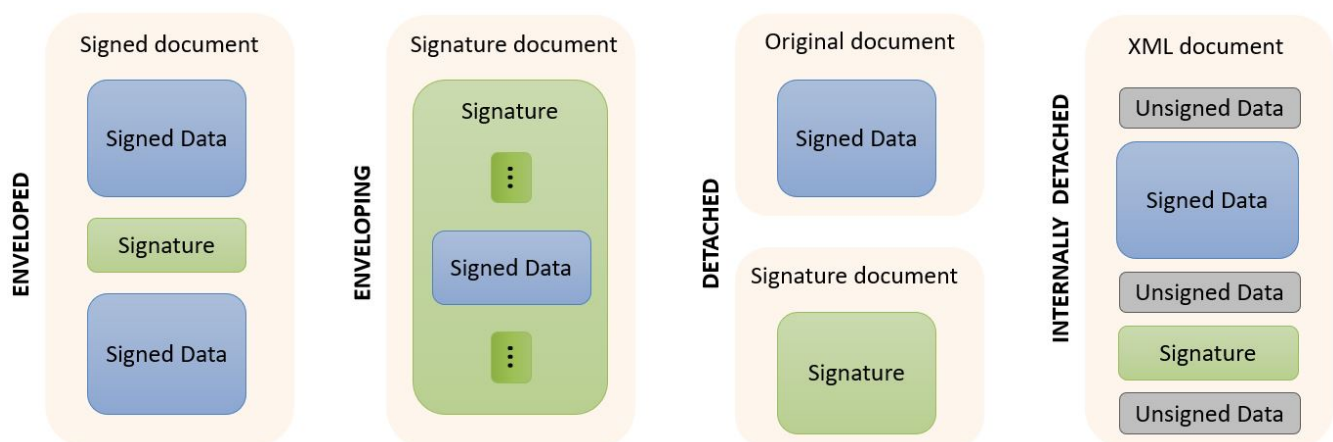 ENVELOPED
Signed document
Signed Data
Signature
Signed Data
ENVELOPING
Signature document
Signature
Signed Data
DETACHED
Original document
Signed Data
Signature document
Signature
INTERNALLY DETACHED
XML document
Unsigned Data
Signed Data
Unsigned Data
Signature
Unsigned Data